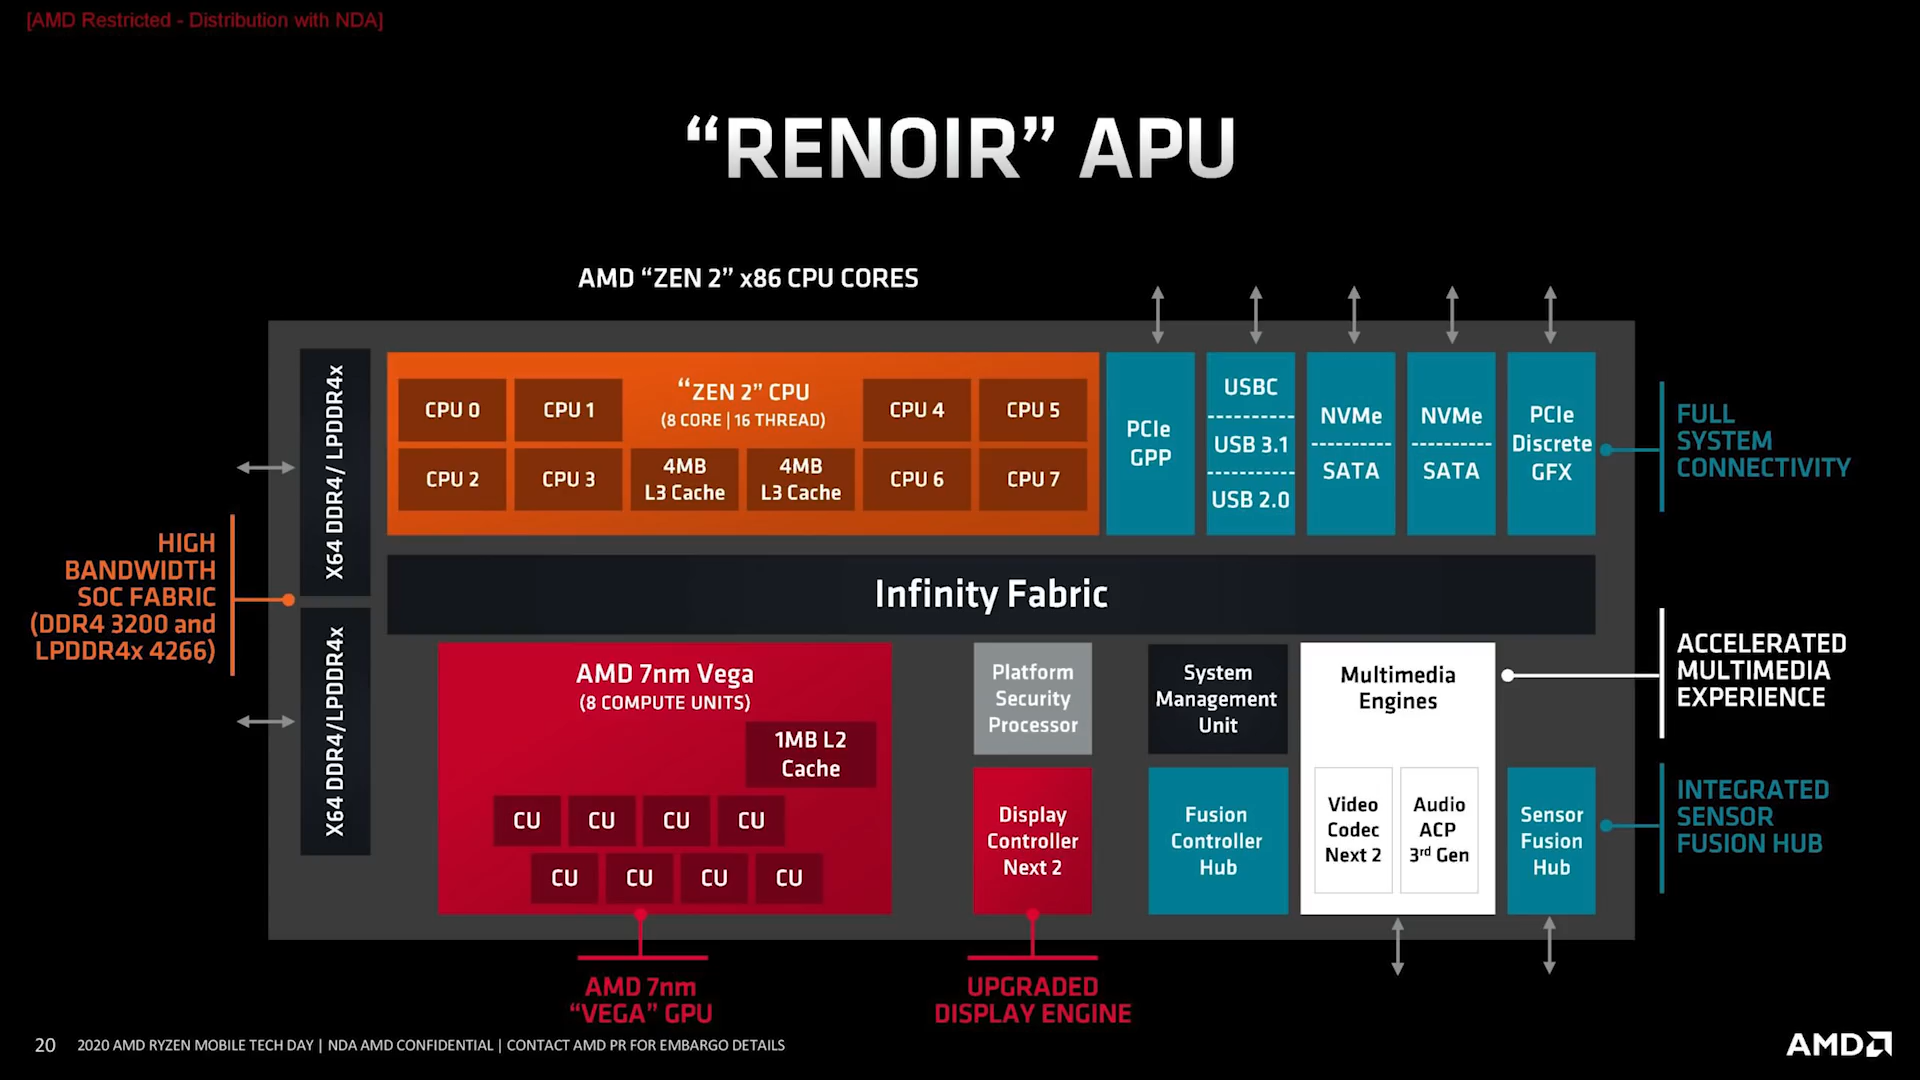 [AMD Restricted - Distribution with NDA]
“RENOIR” APU
AMD “ZEN 2” x86 CPU CORES
X64 DDR4/ LPDDR4x
X64 DDR4/LPDDR4x
CPU 0
CPU 1
CPU 2
CPU 3
“ZEN 2” CPU
(8 CORE | 16 THREAD)
4MB
L3 Cache
4MB
L3 Cache
CPU 4
CPU 5
CPU 6
CPU 7
PCIe
GPP
USBC
USB 3.1
USB 2.0
NVMe
SATA
NVMe
SATA
PCIe
Discrete
GFX
FULL
SYSTEM
CONNECTIVITY
HIGH
BANDWIDTH
SOC FABRIC
(DDR4 3200 and
LPDDR4x 4266)
Infinity Fabric
AMD 7nm Vega
(8 COMPUTE UNITS)
1MB L2
Cache
CU
CU
CU
CU
CU
CU
CU
CU
Platform
Security
Processor
Display
Controller
Next 2
System
Management
Unit
Fusion
Controller
Hub
Multimedia
Engines
Video
Codec
Next 2
Audio
ACP
3rd Gen
Sensor
Fusion
Hub
ACCELERATED
MULTIMEDIA
EXPERIENCE
INTEGRATED
SENSOR
FUSION HUB
AMD 7nm
“VEGA” GPU
UPGRADED
DISPLAY ENGINE
20 2020 AMD RYZEN MOBILE TECH DAY | NDA AMD CONFIDENTIAL | CONTACT AMD PR FOR EMBARGO DETAILS
AMD